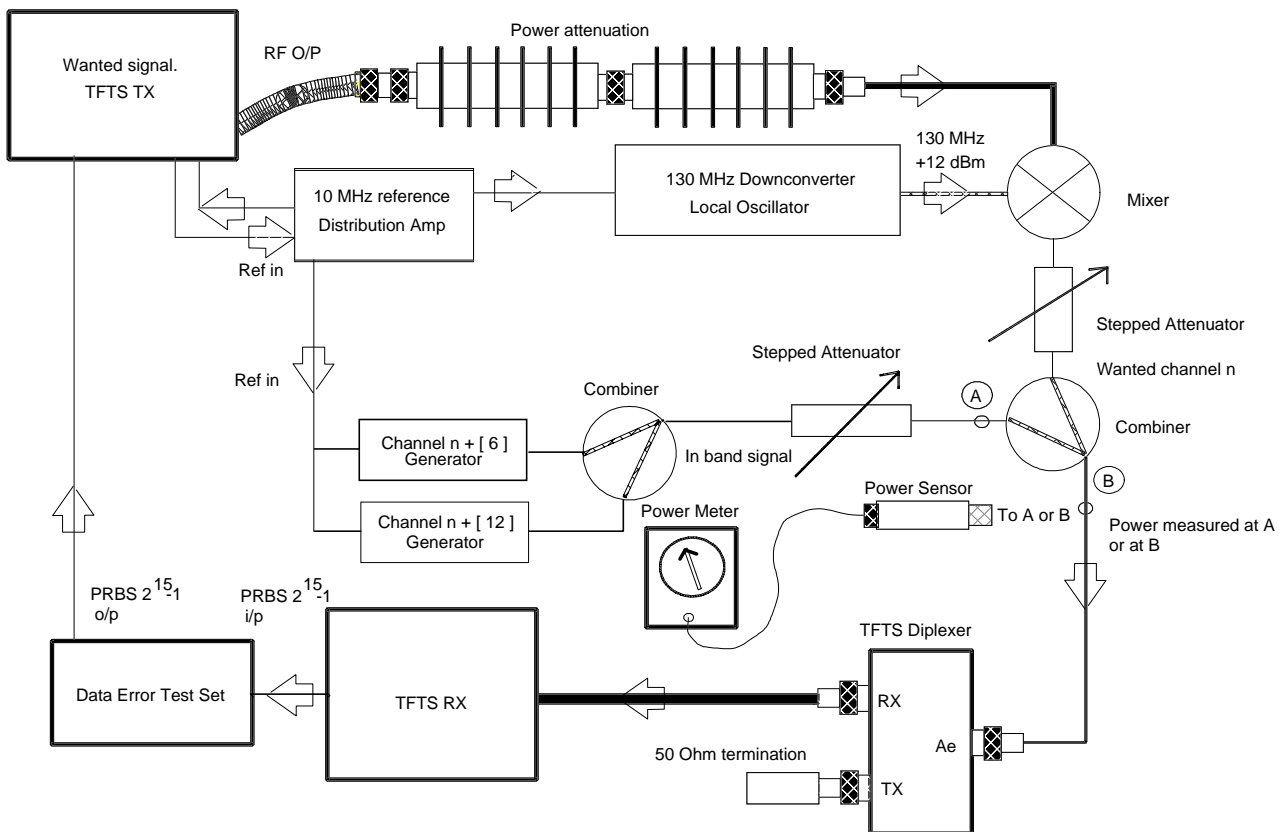 Power attenuation
RF O/P
Wanted signal.
TFTS TX
130 MHz
+12 dBm
10 MHz reference
Distribution Amp
130 MHz Downconverter
Local Oscillator
Mixer
Ref in
Stepped Attenuator
Stepped Attenuator
Ref in
Combiner
Wanted channel n
A
Combiner
Channel n + [ 6 ]
Generator
In band signal
B
Power Sensor
Power Meter
To A or B
Channel n + [ 12 ]
Generator
Power measured at A
or at B
PRBS 2^15-1
o/p
PRBS 2^15-1
i/p
TFTS Diplexer
Data Error Test Set
TFTS RX
RX
Ae
50 Ohm termination
TX